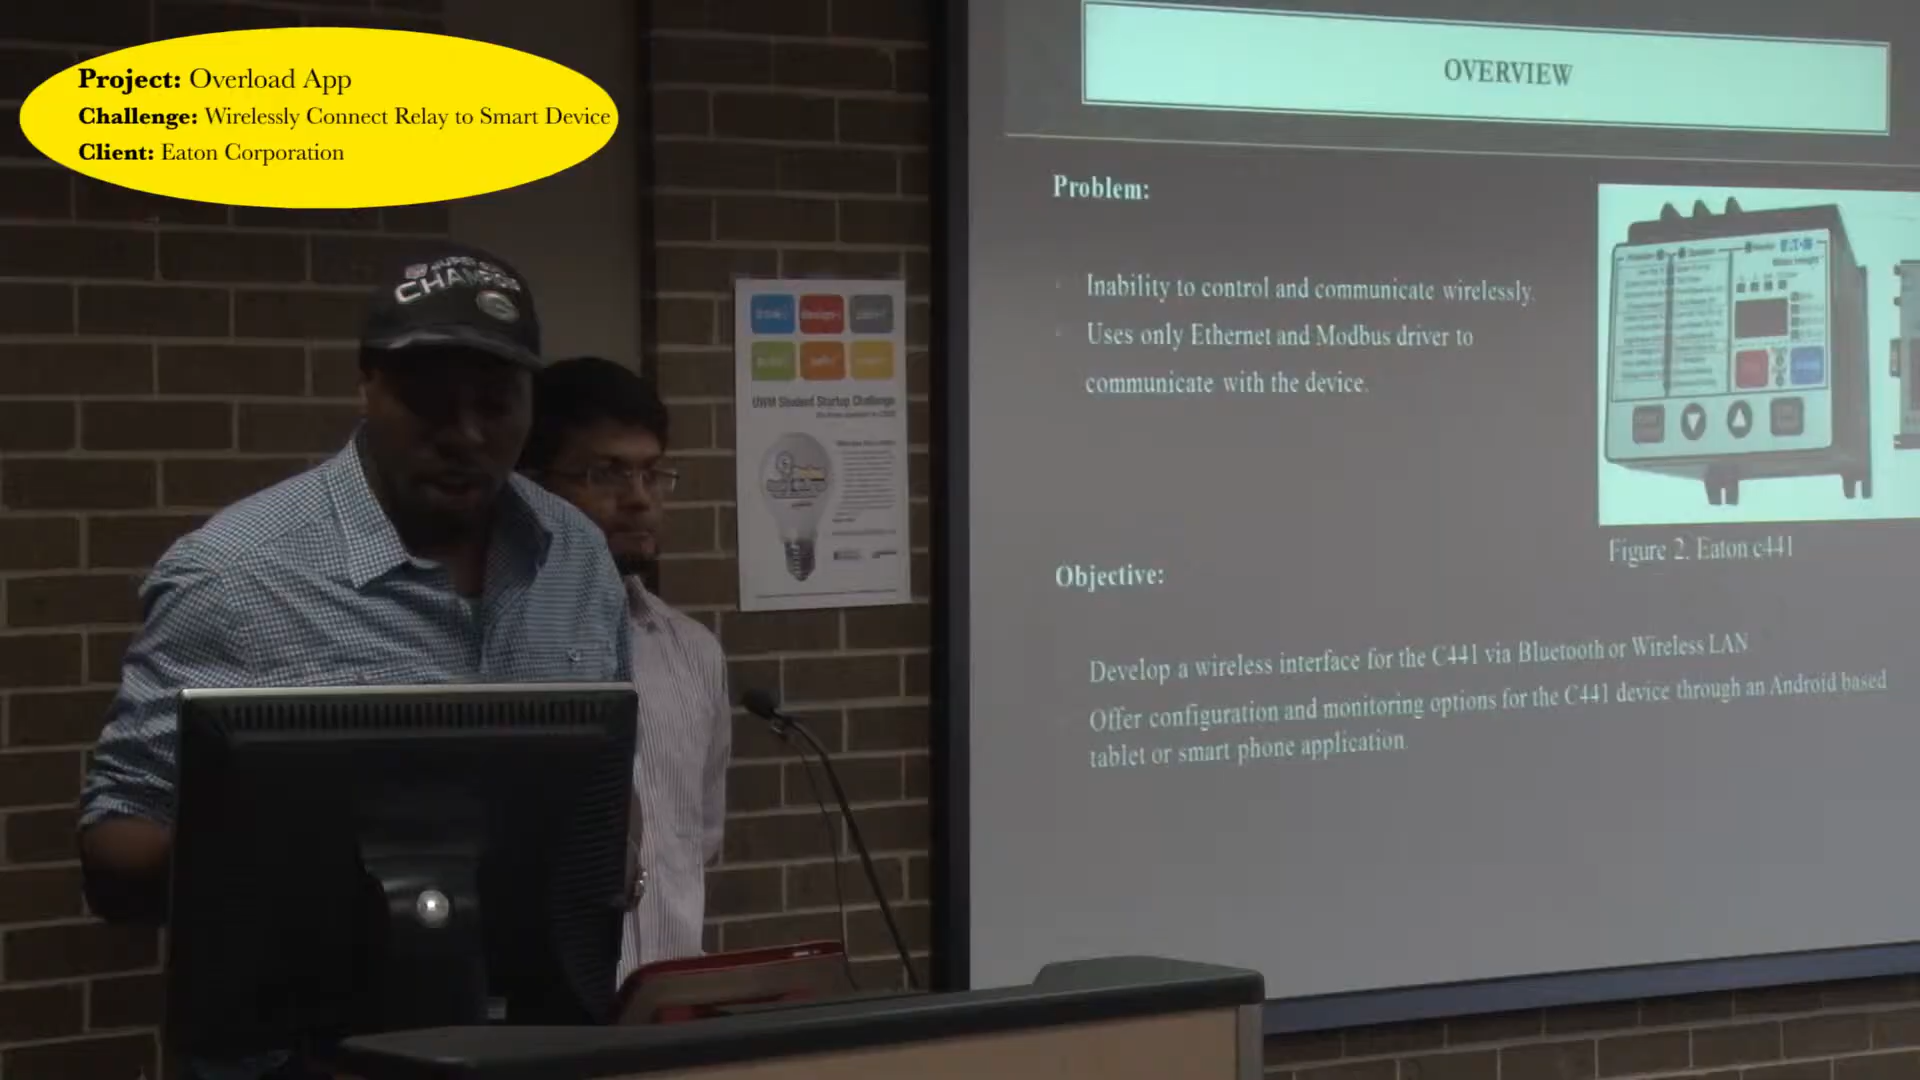 Project: Overload App
Challenge: Wirelessly Connect Relay to Smart Device
Client: Eaton Corporation
OVERVIEW
Problem:
Inability to control and communicate wirelessly.
Uses only Ethernet and Modbus driver to
communicate with the device.
Figure 2. Eaton c441
Objective:
Develop a wireless interface for the C441 via Bluetooth or Wireless LAN
Offer configuration and monitoring options for the C441 device through an Android based
tablet or smart phone application.
UWM Student Startup Challenge